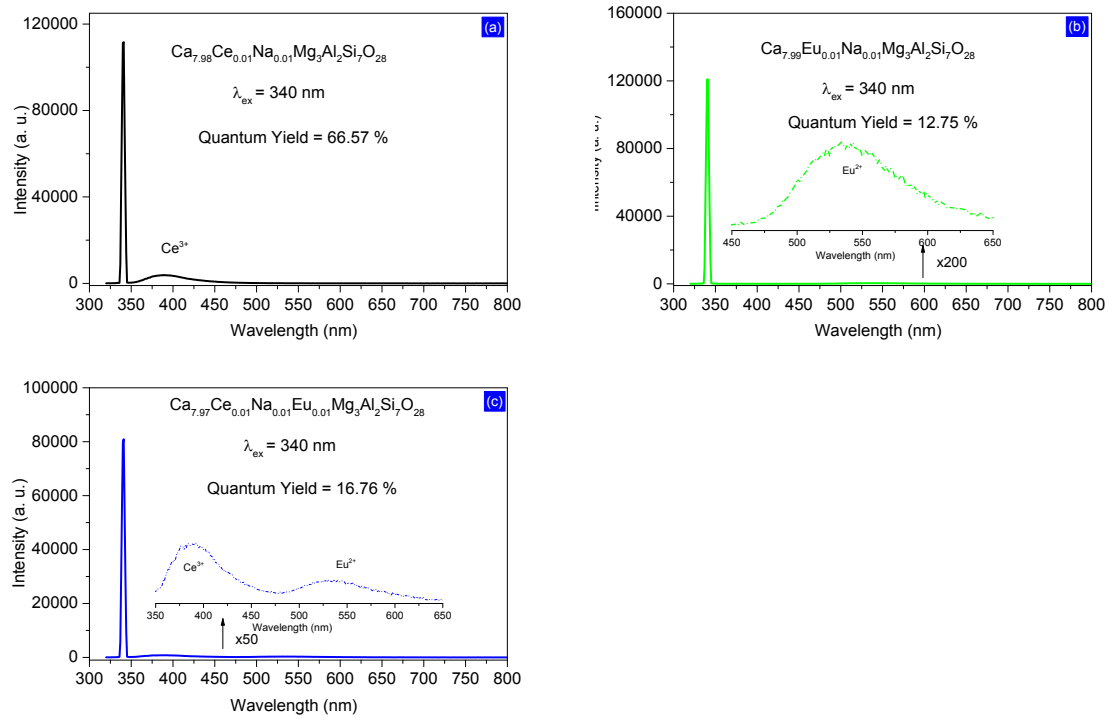 (a)
Ca7.98Ce0.01Na0.01Mg3Al2Si7O28
λex = 340 nm
Quantum Yield = 66.57 %
Ce3+
Intensity (a. u.)
120000
80000
40000
0
300 350 400 450 500 550 600 650 700 750 800
Wavelength (nm)
(b)
Ca7.99Eu0.01Na0.01Mg3Al2Si7O28
λex = 340 nm
Quantum Yield = 12.75 %
Eu2+
450 500 550 600 650
Wavelength (nm)
x200
Intensity (a. u.)
160000
120000
80000
40000
0
350 400 450 500 550 600 650 700 750 800
Wavelength (nm)
(c)
Ca7.97Ce0.01Na0.01Eu0.01Mg3Al2Si7O28
λex = 340 nm
Quantum Yield = 16.76 %
Ce3+
Eu2+
350 400 450 500 550 600 650
Wavelength (nm)
x50
Intensity (a. u.)
100000
80000
60000
40000
20000
0
300 350 400 450 500 550 600 650 700 750 800
Wavelength (nm)